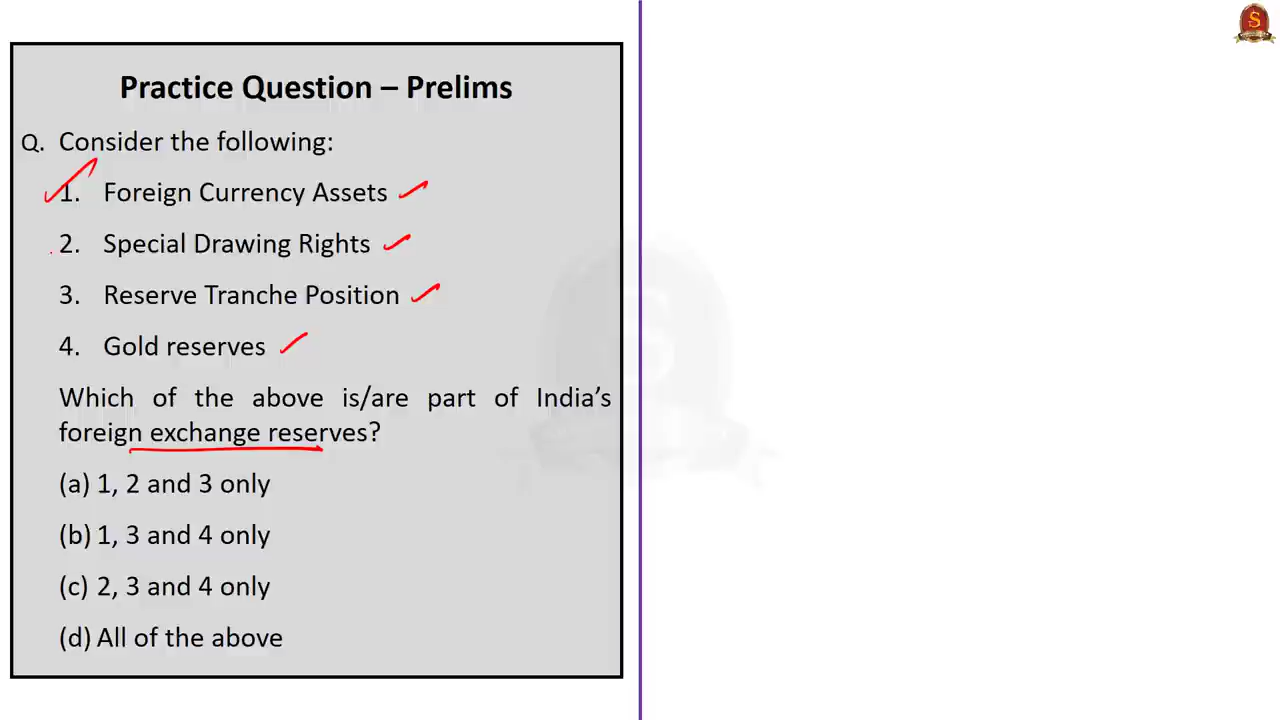 Practice Question – Prelims
Q. Consider the following:
1. Foreign Currency Assets
2. Special Drawing Rights
3. Reserve Tranche Position
4. Gold reserves
Which of the above is/are part of India’s
foreign exchange reserves?
(a) 1, 2 and 3 only
(b) 1, 3 and 4 only
(c) 2, 3 and 4 only
(d) All of the above
S
S